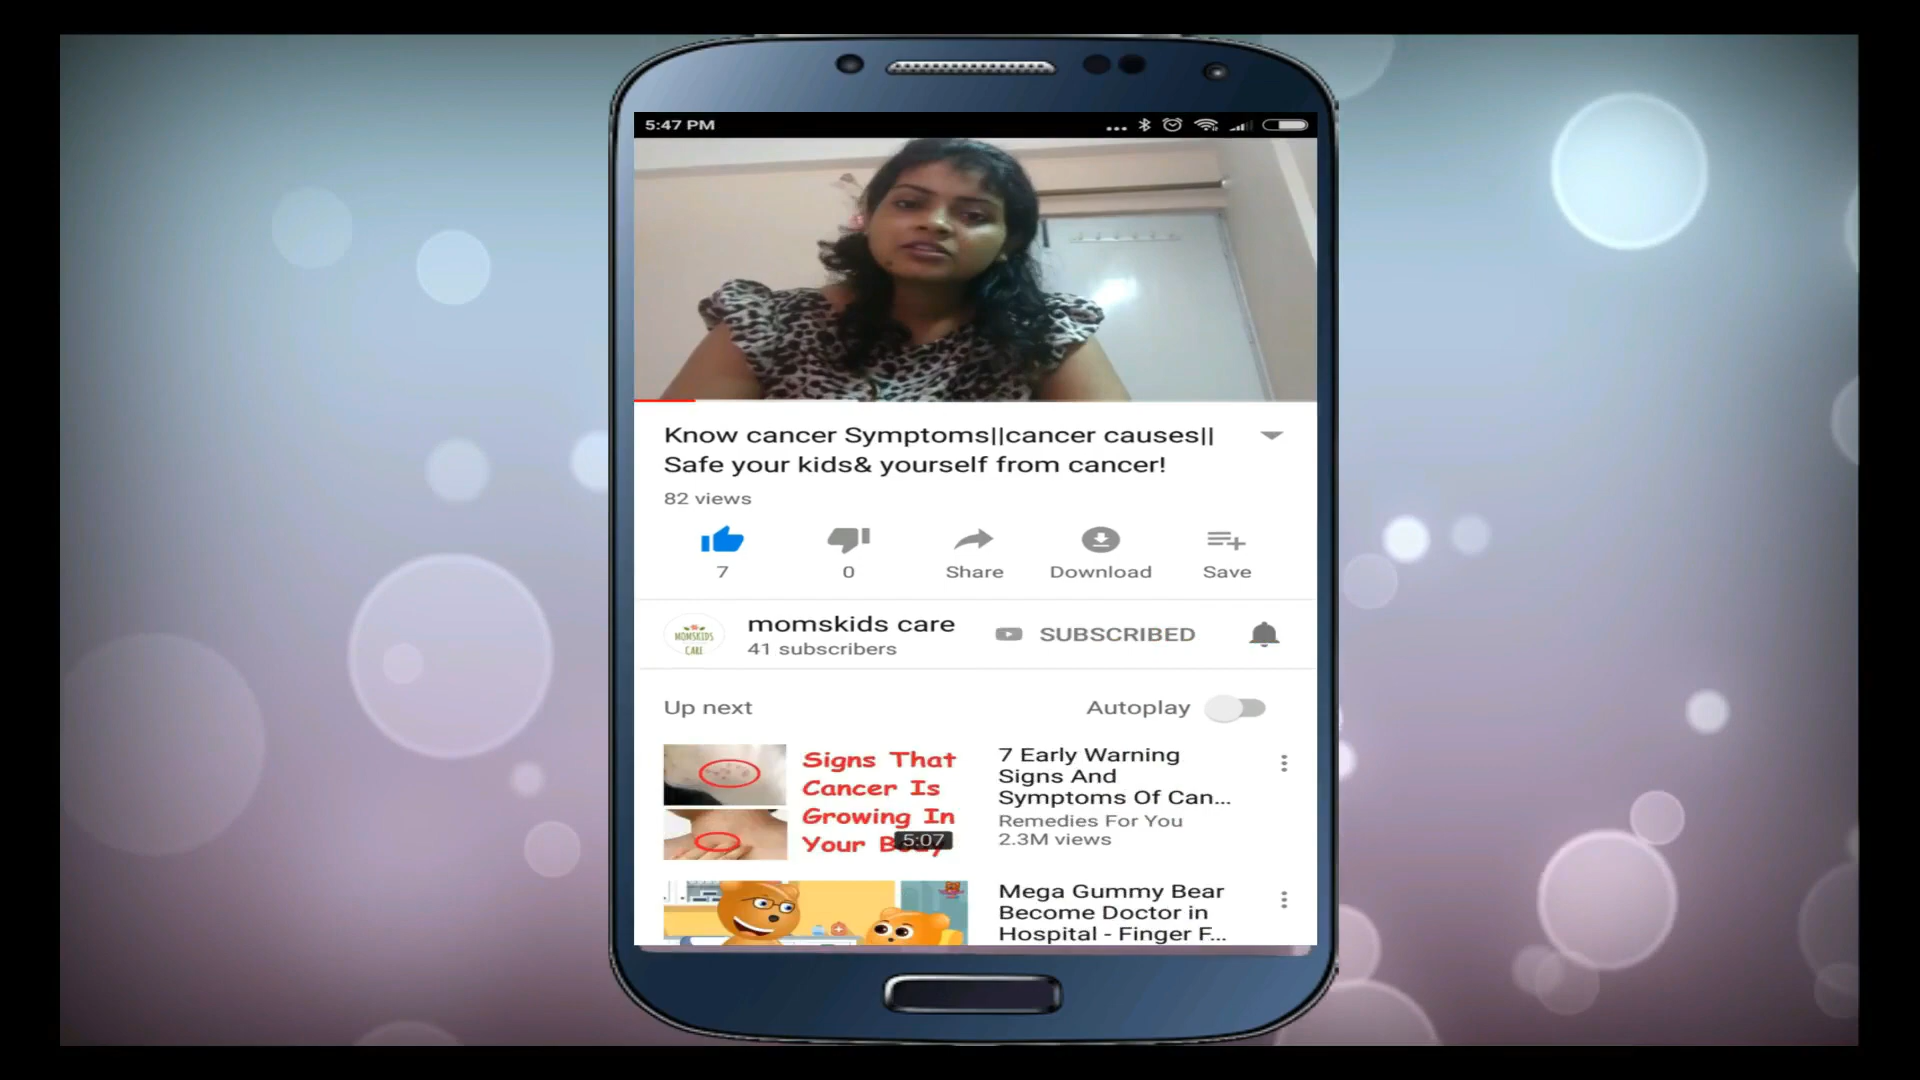 5:47 PM
Know cancer Symptoms||cancer causes||
Safe your kids& yourself from cancer!
82 views
7
0
Share
Download
Save
MOMSKIDS
CARE
momskids care
41 subscribers
SUBSCRIBED
Up next
Autoplay
Signs That
Cancer Is
Growing In
Your Body
5:07
7 Early Warning
Signs And
Symptoms Of Can...
Remedies For You
2.3M views
Mega Gummy Bear
Become Doctor in
Hospital - Finger F...